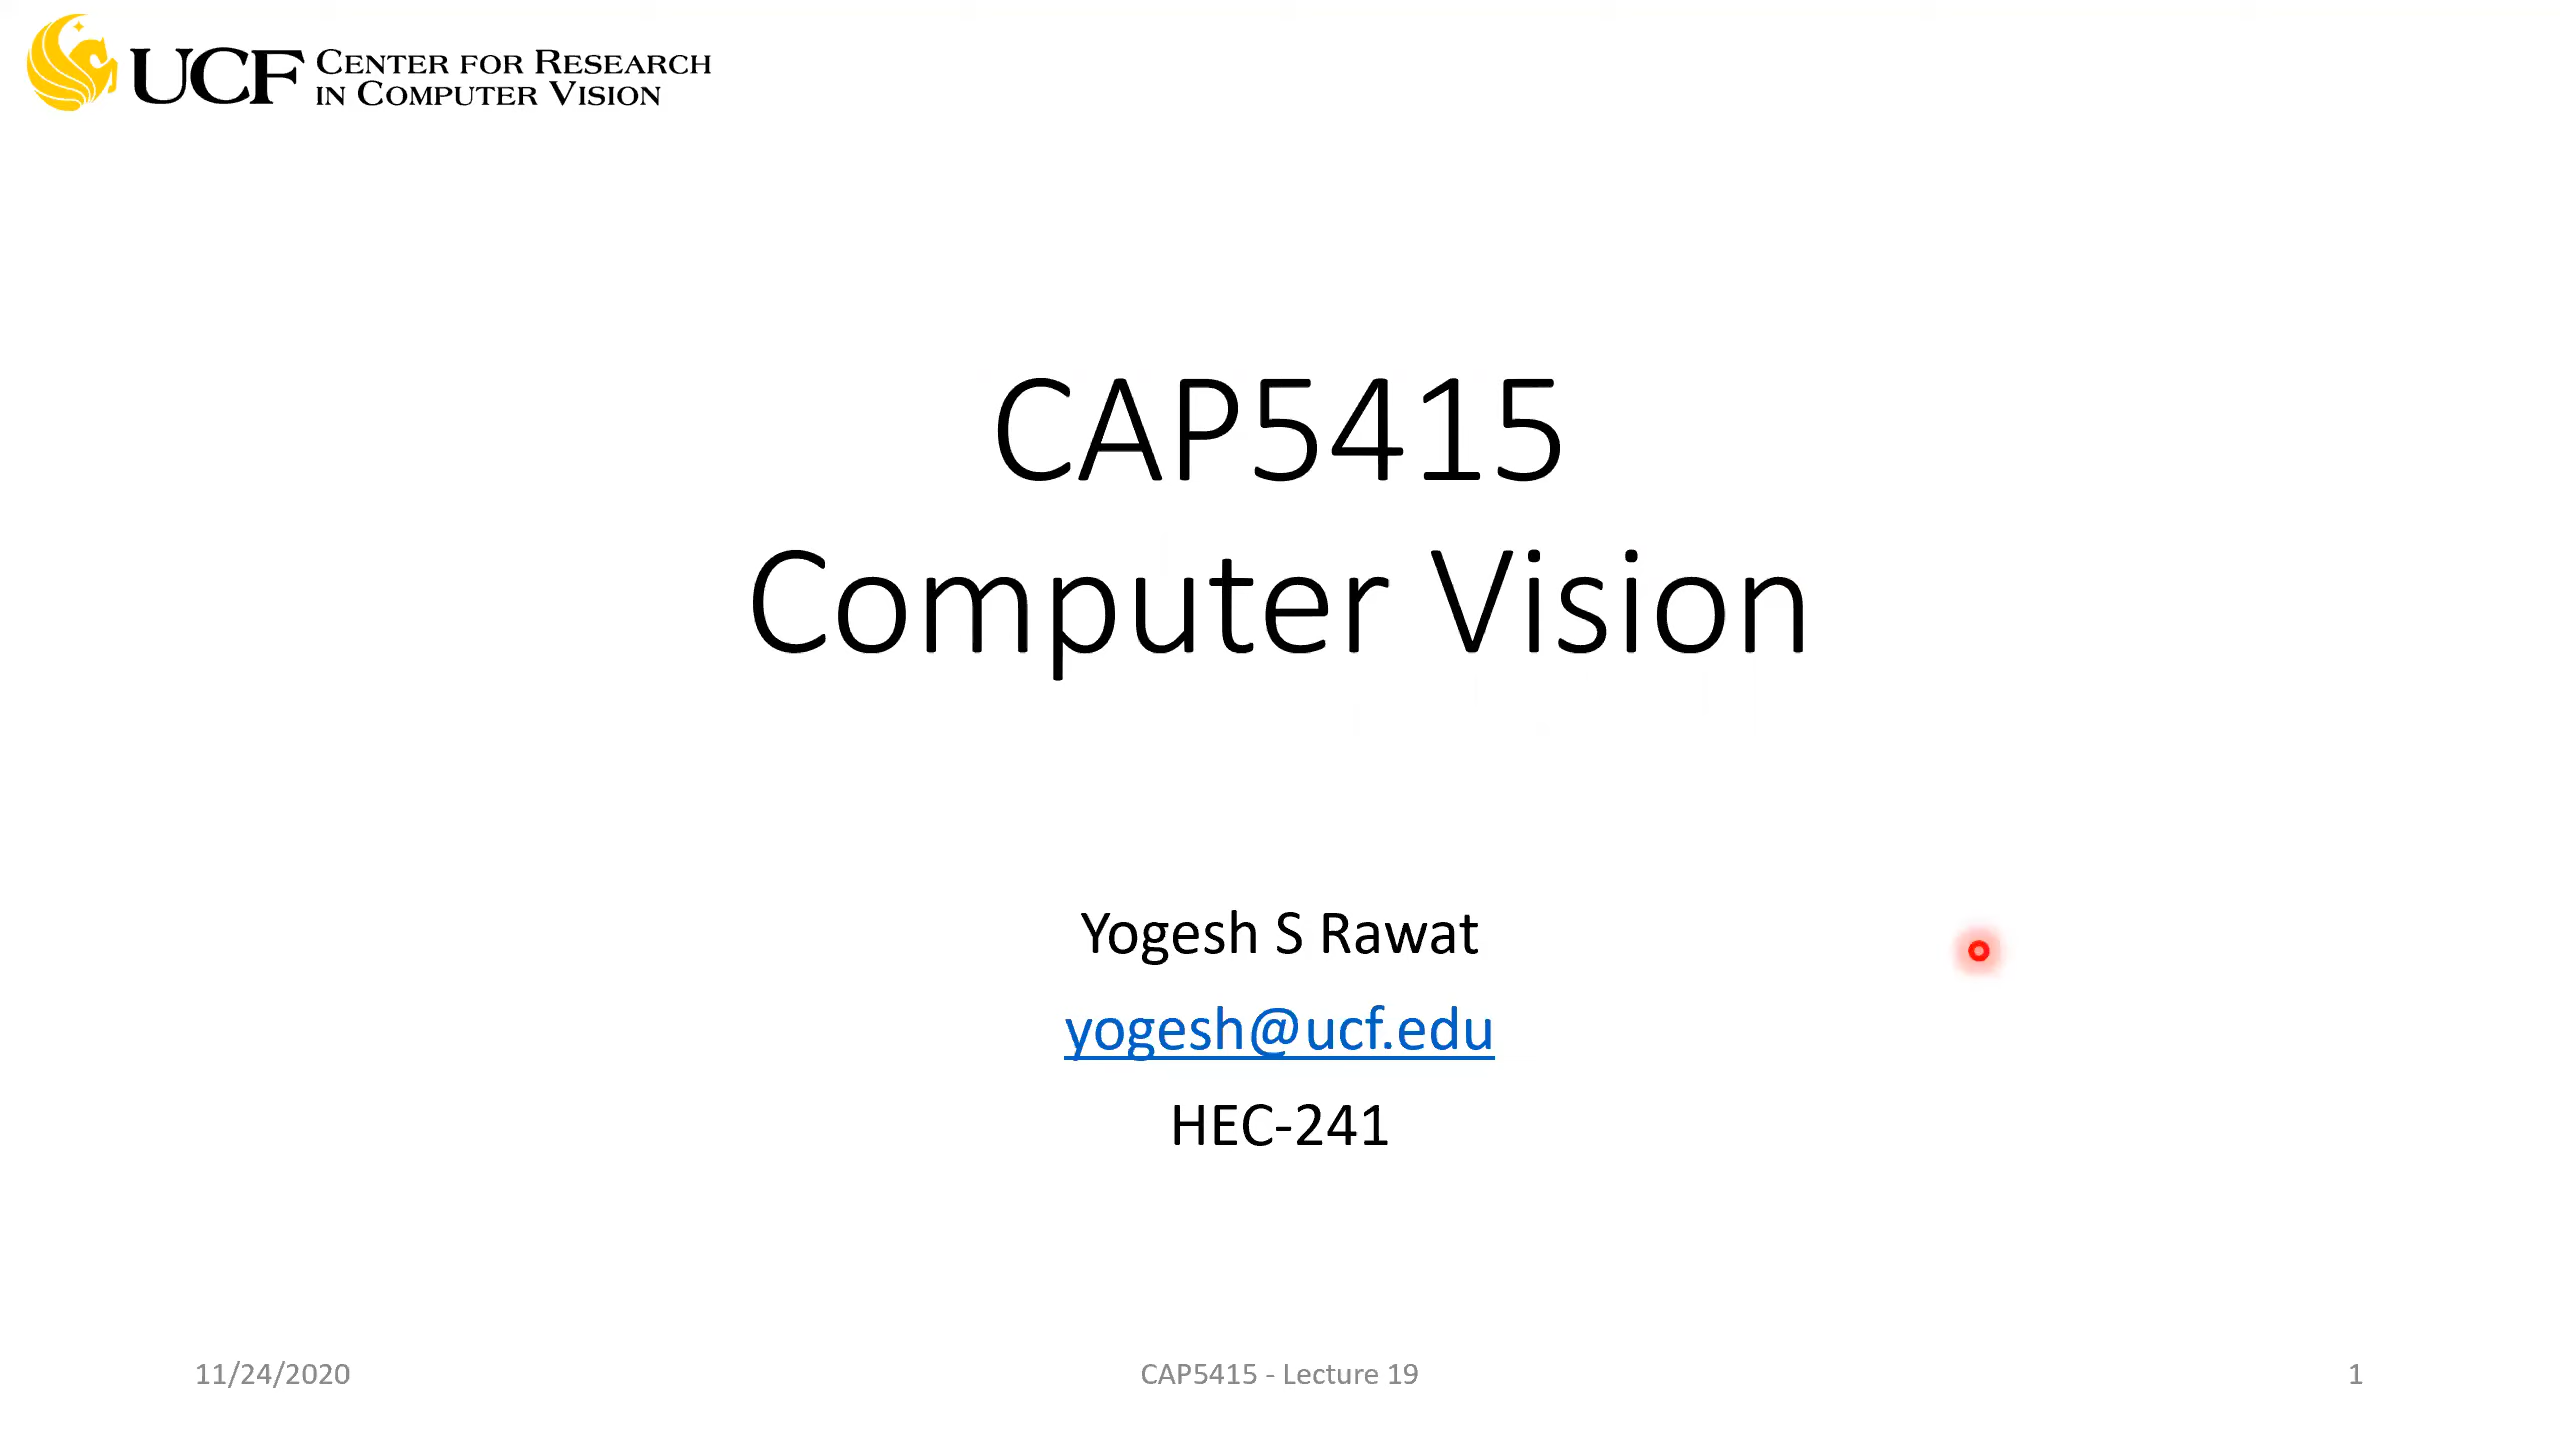 UCF CENTER FOR RESEARCH
IN COMPUTER VISION
CAP5415
Computer Vision
Yogesh S Rawat
yogesh@ucf.edu
HEC-241
11/24/2020
CAP5415 - Lecture 19
1